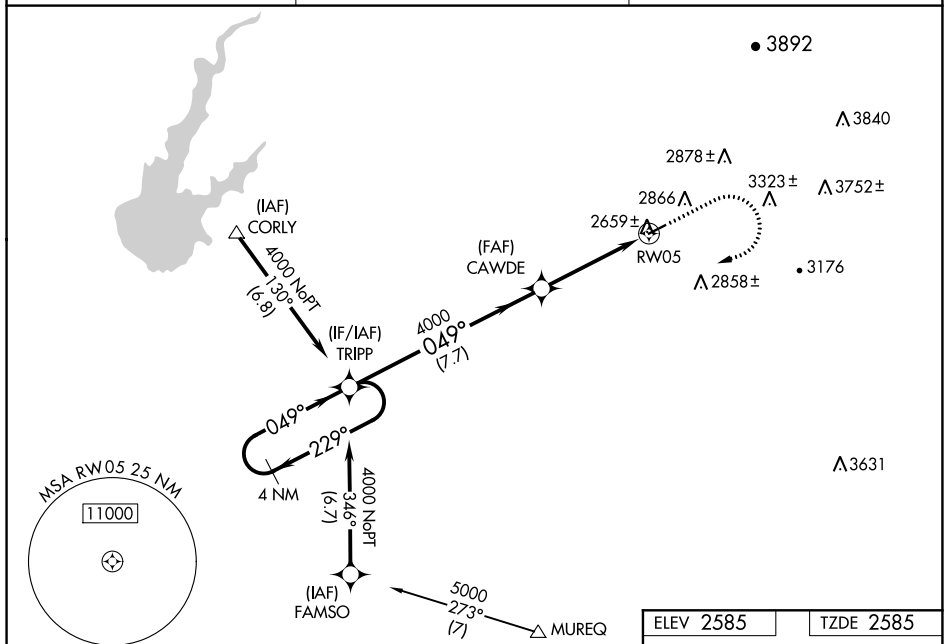 3892
3840
2878±
3323±
3752±
2866
2659±
RW05
3176
2858±
(IAF)
CORLY
4000 NoPT
130°
(6.8)
(FAF)
CAWDE
(IF/IAF)
TRIPP
4000
049°
(7.7)
049°
229°
4 NM
3631
MSA RW05 25 NM
11000
4000 NoPT
346°
(6.7)
(IAF)
FAMSO
5000
273°
(7)
MUREQ
ELEV 2585
TZDE 2585